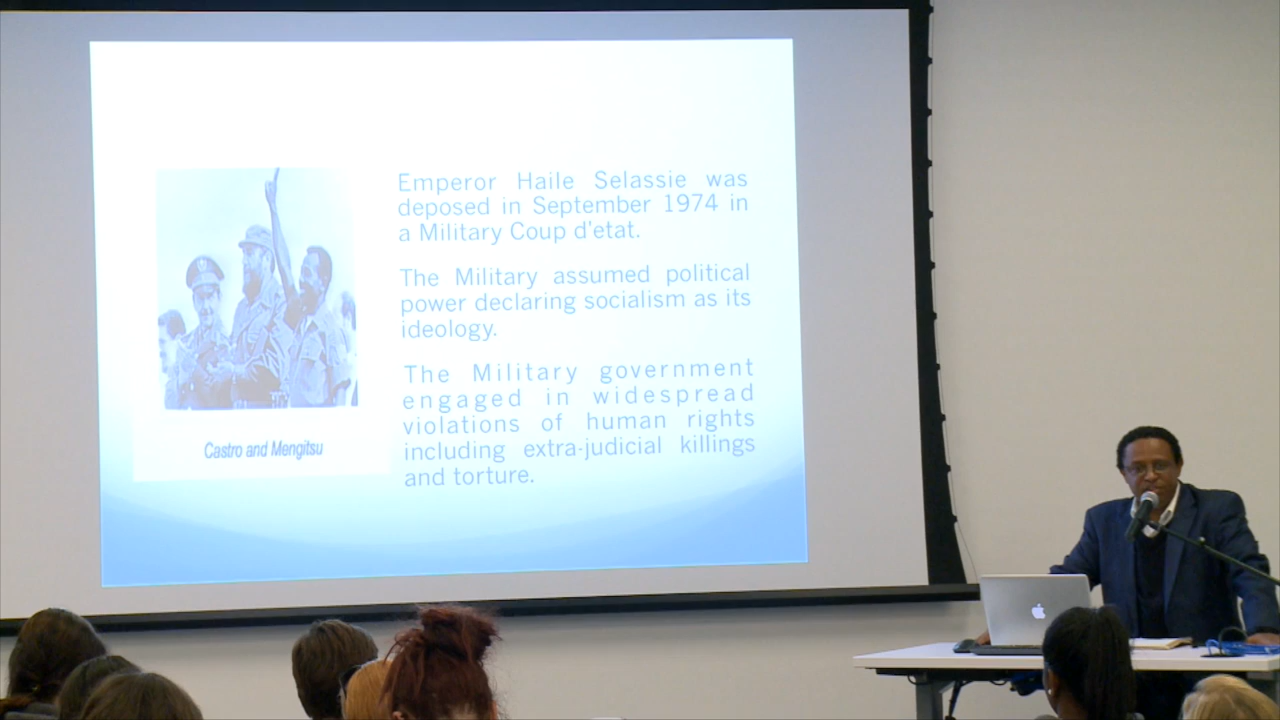 Emperor Haile Selassie was
deposed in September 1974 in
a Military Coup d'etat.
The Military assumed political
power declaring socialism as its
ideology.
The Military government
engaged in widespread
violations of human rights
including extra-judicial killings
and torture.
Castro and Mengitsu